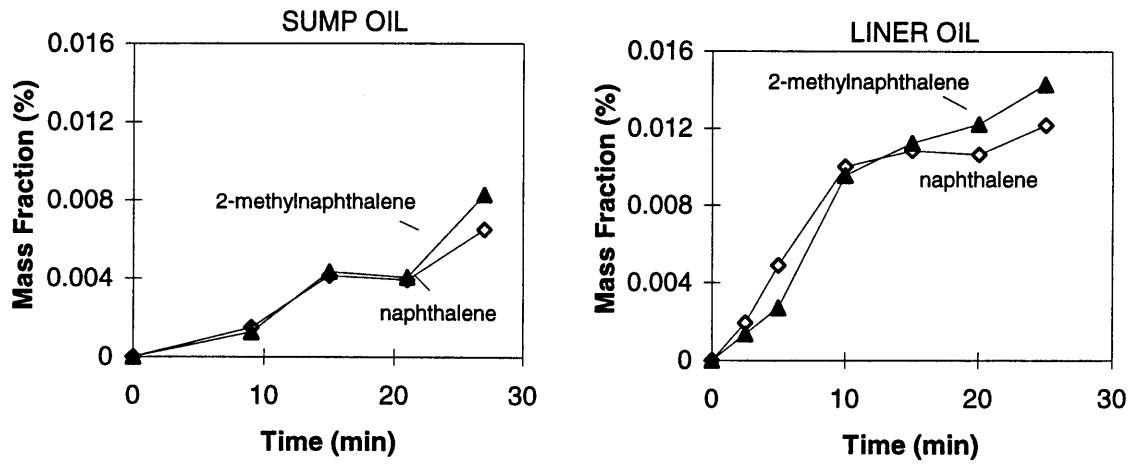 SUMP OIL
0.016
0.012
0.008
0.004
0
Mass Fraction (%)
2-methylnaphthalene
naphthalene
0 10 20 30
Time (min)
LINER OIL
0.016
0.012
0.008
0.004
0
Mass Fraction (%)
2-methylnaphthalene
naphthalene
0 10 20 30
Time (min)